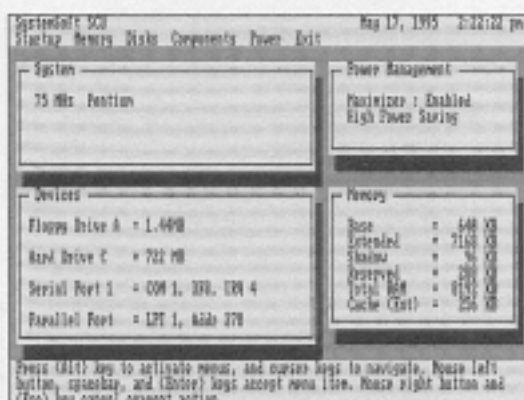 SystemSoft SCU May 17, 1995 2:22:22 pm
Startup Memory Disks Components Power Exit
System
75 MHz Pentium
Power Management
Maximizer : Enabled
High Power Saving
Devices
Floppy Drive A = 1.44MB
Hard Drive C = 722 MB
Serial Port 1 = COM 1, 3F8, IRQ 4
Parallel Port = LPT 1, Addr 378
Memory
Base = 640 KB
Extended = 7168 KB
Shadow = 96 KB
Reserved = 288 KB
Total RAM = 8192 KB
Cache (Ext) = 256 KB
Press (Alt) key to activate menus, and cursor keys to navigate. Mouse left
button, spacebar, and (Enter) keys accept menu item. Mouse right button and
(Esc) key cancel current action.